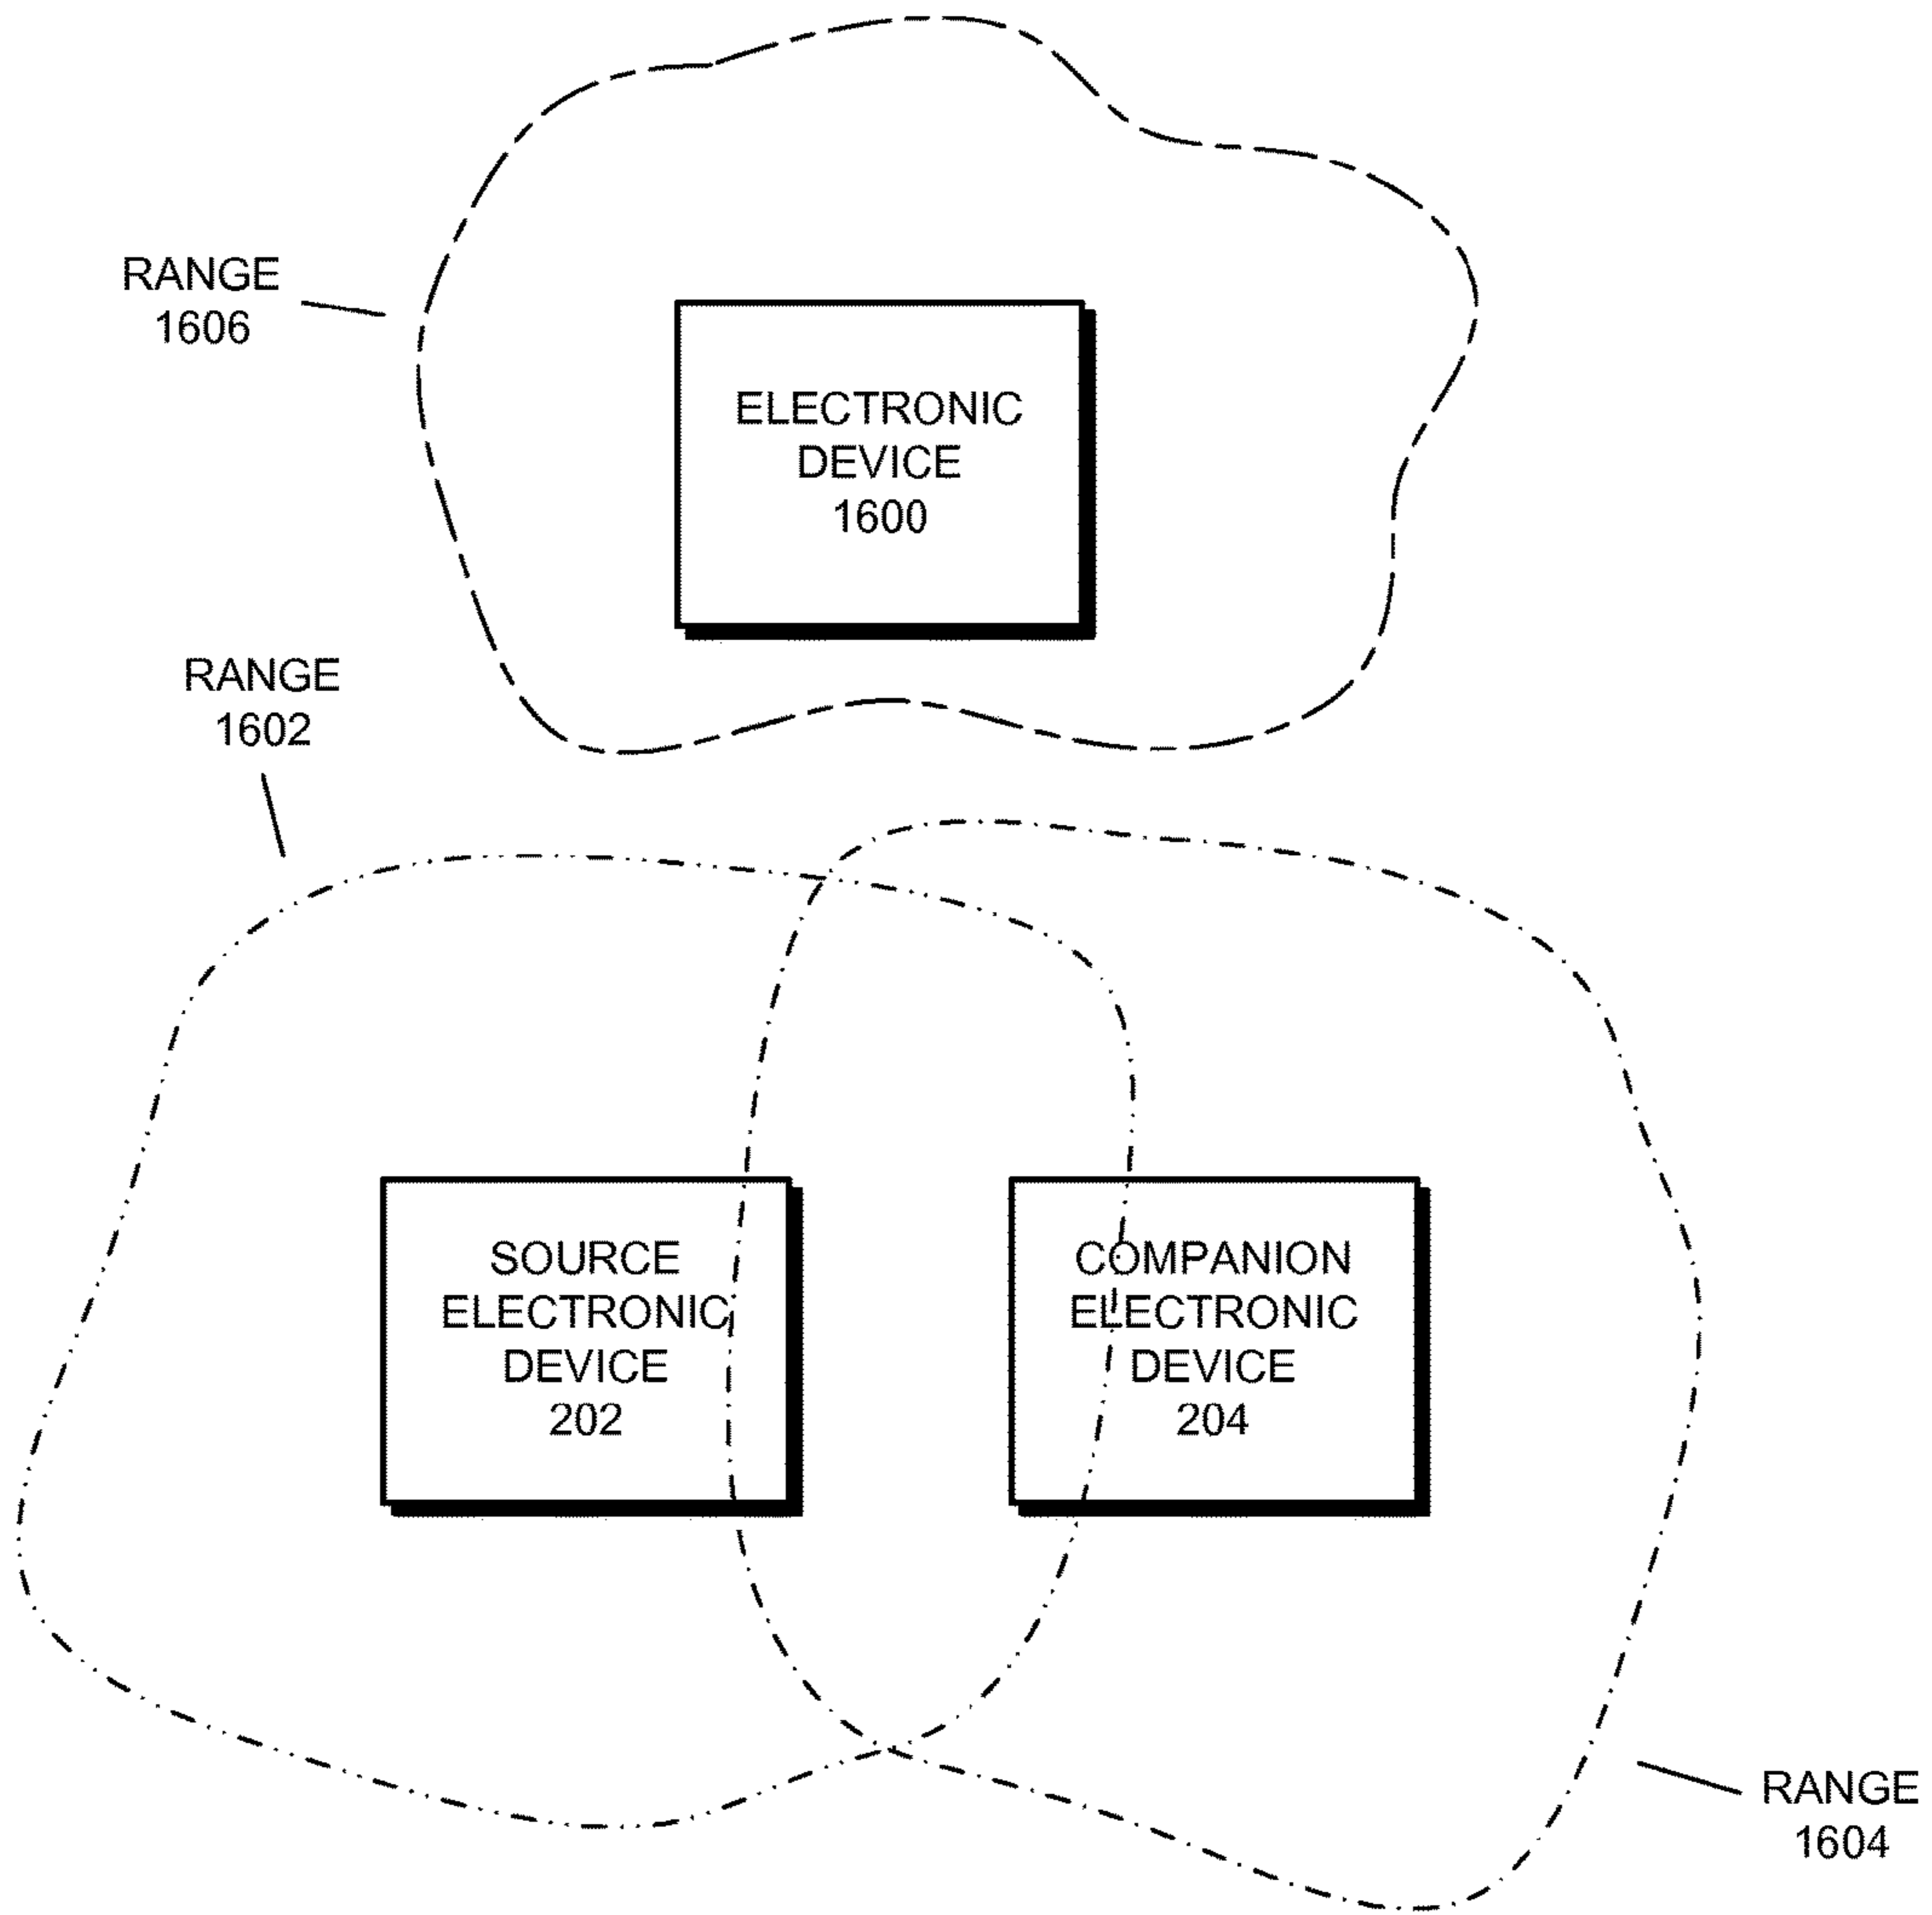 RANGE
1606
ELECTRONIC
DEVICE
1600
RANGE
1602
SOURCE
ELECTRONIC
DEVICE
202
COMPANION
ELECTRONIC
DEVICE
204
RANGE
1604